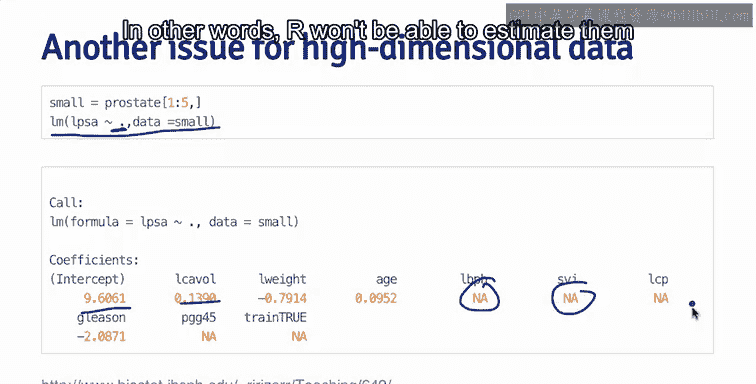 In other words, R won't be able to estimate them
Another issue for high-dimensional data
small = prostate[1:5,]
lm(lpsa ~ .,data =small)
Call:
lm(formula = lpsa ~ ., data = small)
Coefficients:
(Intercept) lcavol lweight age lbph svi lcp
9.6061 0.1390 -0.7914 0.0952 NA NA NA
gleason pgg45 trainTRUE
-2.0871 NA NA